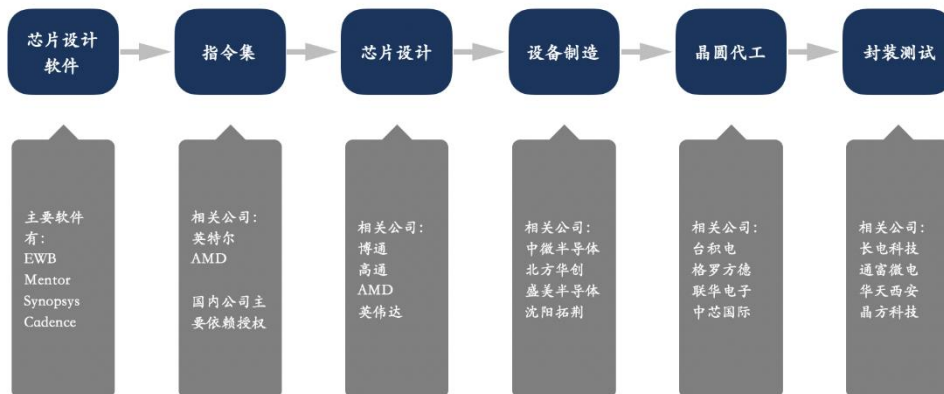 芯片设计
软件
指令集
芯片设计
设备制造
晶圆代工
封装测试
主要软件
有：
EWB
Mentor
Synopsys
Cadence
相关公司：
英特尔
AMD
国内公司主
要依赖授权
相关公司：
博通
高通
AMD
英伟达
相关公司：
中微半导体
北方华创
盛美半导体
沈阳拓荆
相关公司：
台积电
格罗方德
联华电子
中芯国际
相关公司：
长电科技
通富微电
华天西安
晶方科技